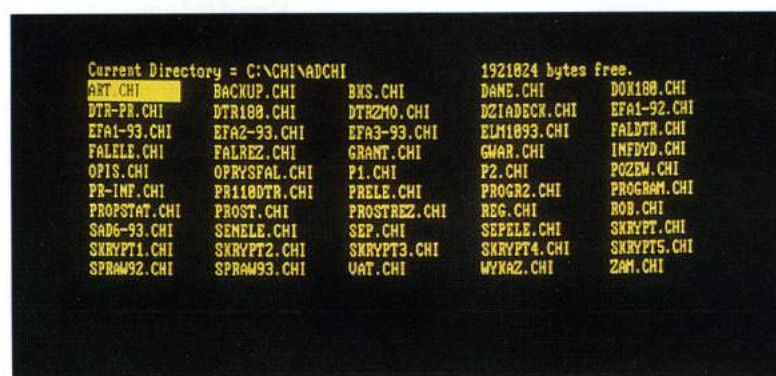 Current Directory = C:\CHI\ADCHI 1921024 bytes free.
ART.CHI BACKUP.CHI BKS.CHI DANE.CHI DOK180.CHI
DTR-PR.CHI DTR180.CHI DTRZMO.CHI DZIADECK.CHI EFA1-92.CHI
EFA1-93.CHI EFA2-93.CHI EFA3-93.CHI ELM1093.CHI FALDTR.CHI
FALELE.CHI FALREZ.CHI GRANT.CHI GWAR.CHI INFDYD.CHI
OPIS.CHI OPRYSFAL.CHI P1.CHI P2.CHI POZEW.CHI
PR-INF.CHI PR110DTR.CHI PRELE.CHI PROGR2.CHI PROGRAM.CHI
PROPSTAT.CHI PROST.CHI PROSTREZ.CHI REG.CHI ROB.CHI
SAD6-93.CHI SEMELE.CHI SEP.CHI SEPELE.CHI SKRYPT.CHI
SKRYPT1.CHI SKRYPT2.CHI SKRYPT3.CHI SKRYPT4.CHI SKRYPT5.CHI
SPRAW92.CHI SPRAW93.CHI VAT.CHI WYKAZ.CHI ZAM.CHI